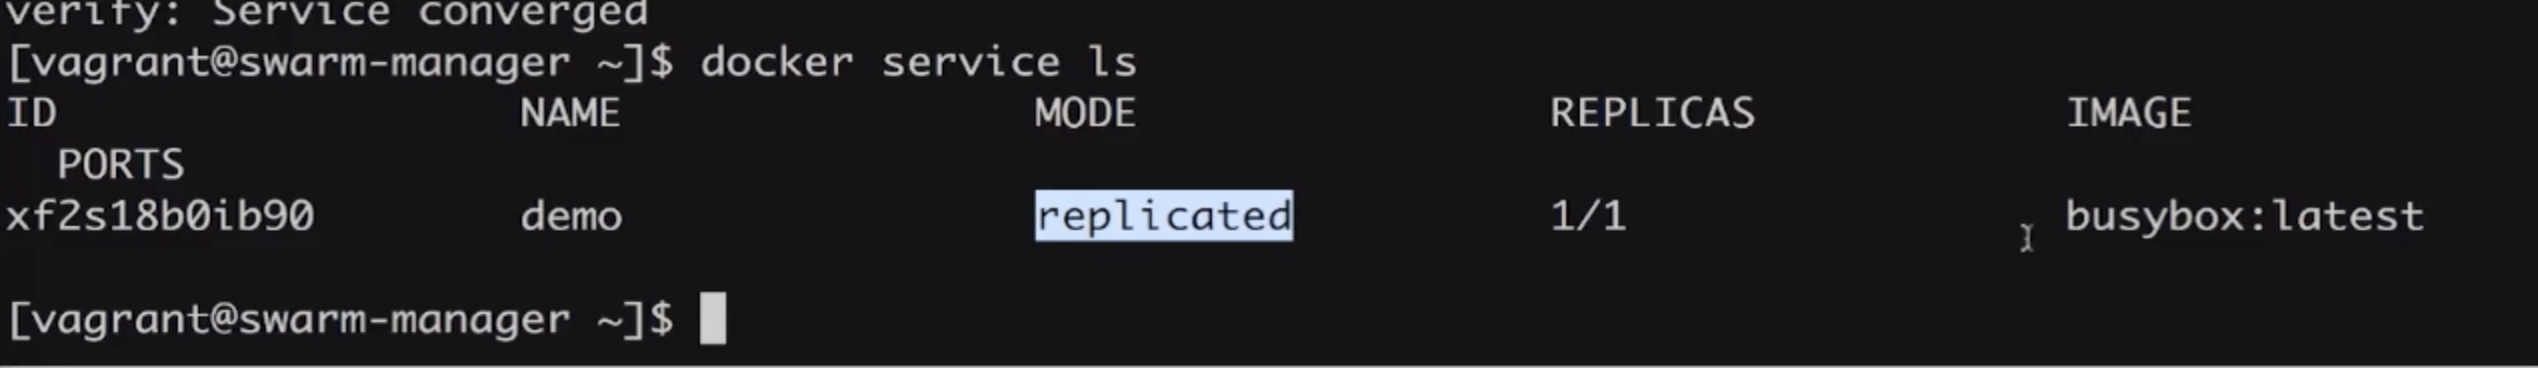 verify: Service converged
[vagrant@swarm-manager ~]$ docker service ls
ID NAME MODE REPLICAS IMAGE
PORTS
xf2s18b0ib90 demo replicated 1/1 busybox:latest
[vagrant@swarm-manager ~]$